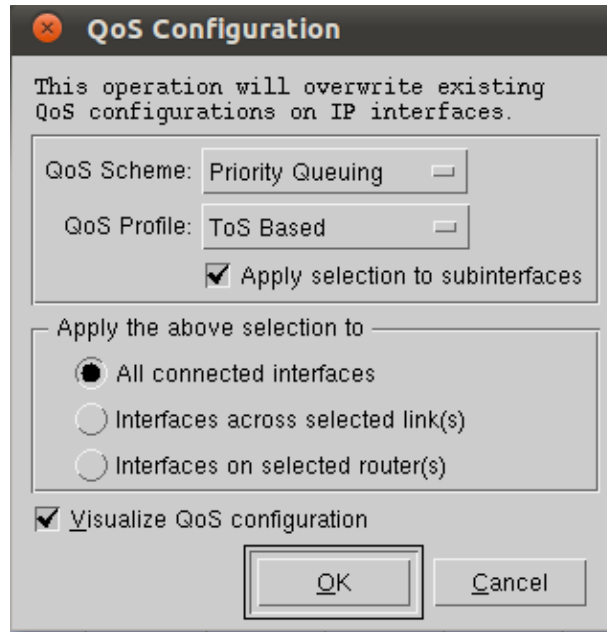 QoS Configuration
This operation will overwrite existing
QoS configurations on IP interfaces.
QoS Scheme: Priority Queuing
QoS Profile: ToS Based
Apply selection to subinterfaces
Apply the above selection to
All connected interfaces
Interfaces across selected link(s)
Interfaces on selected router(s)
Visualize QoS configuration
OK Cancel